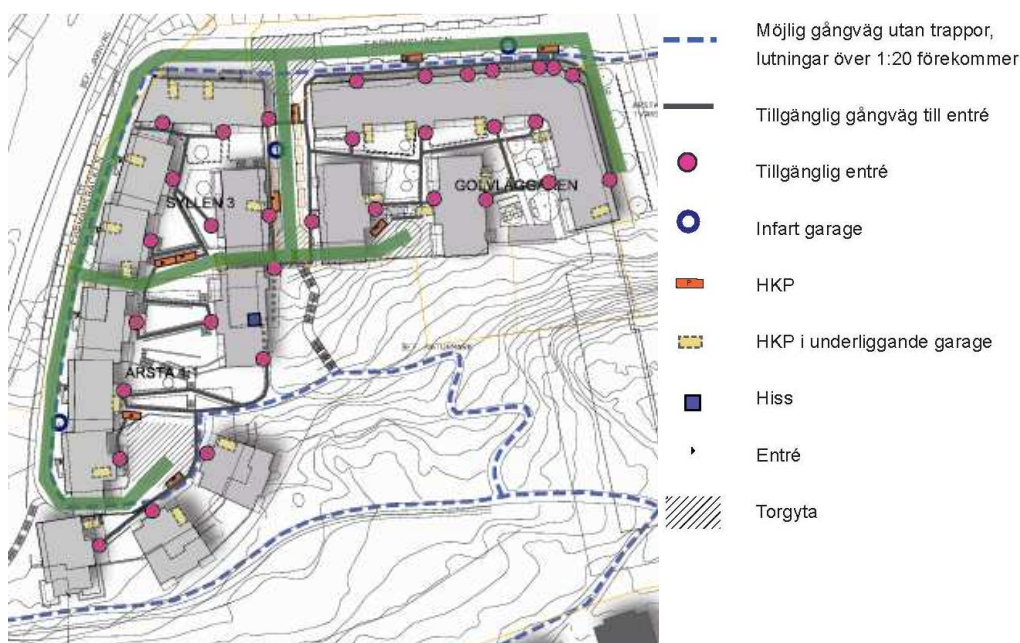 Möjlig gångväg utan trappor,
lutningar över 1:20 förekommer
Tillgänglig gångväg till entré
Tillgänglig entré
Infart garage
P
HKP
HKP i underliggande garage
Hiss
Entré
Torgyta
SYLLEN 3
GOLVLÄGGAREN
ÅRSTA 1:1